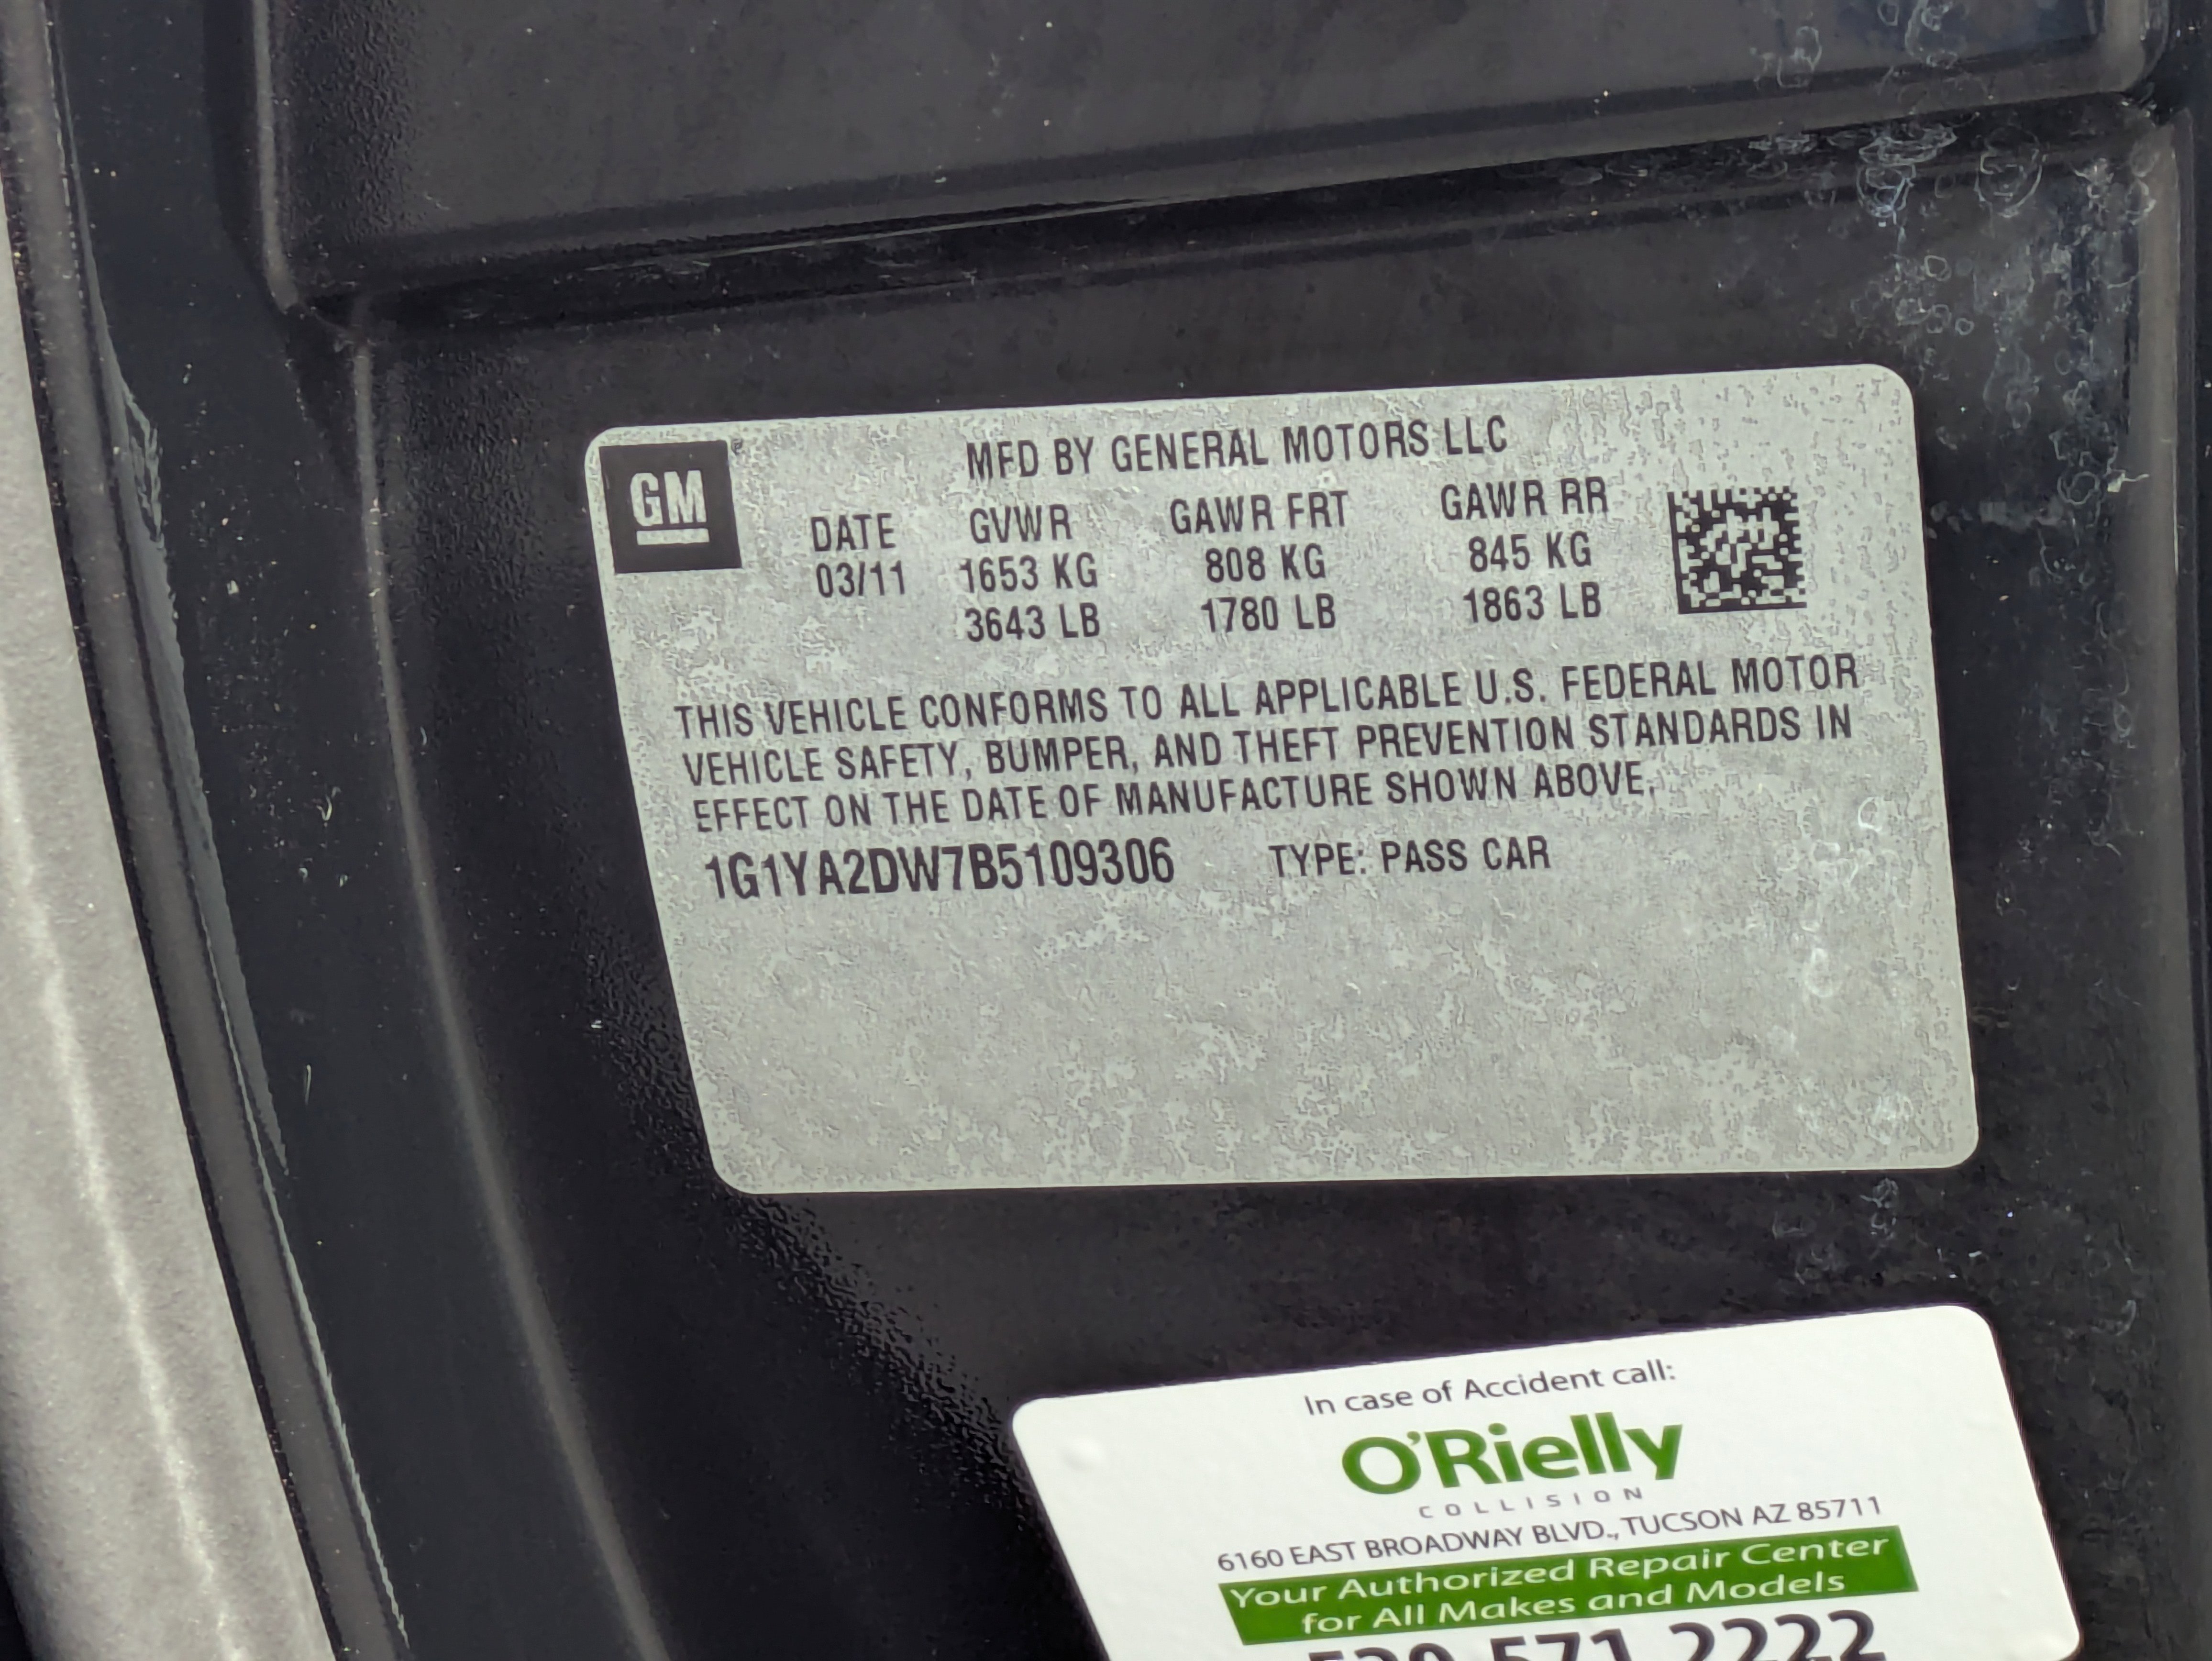 GM
MFD BY GENERAL MOTORS LLC
DATE GVWR GAWR FRT GAWR RR
03/11 1653 KG 808 KG 845 KG
3643 LB 1780 LB 1863 LB
THIS VEHICLE CONFORMS TO ALL APPLICABLE U.S. FEDERAL MOTOR
VEHICLE SAFETY, BUMPER, AND THEFT PREVENTION STANDARDS IN
EFFECT ON THE DATE OF MANUFACTURE SHOWN ABOVE.
1G1YA2DW7B5109306 TYPE: PASS CAR
In case of Accident call:
O'Rielly
COLLISION
6160 EAST BROADWAY BLVD., TUCSON AZ 85711
Your Authorized Repair Center
for All Makes and Models
520 571 2222